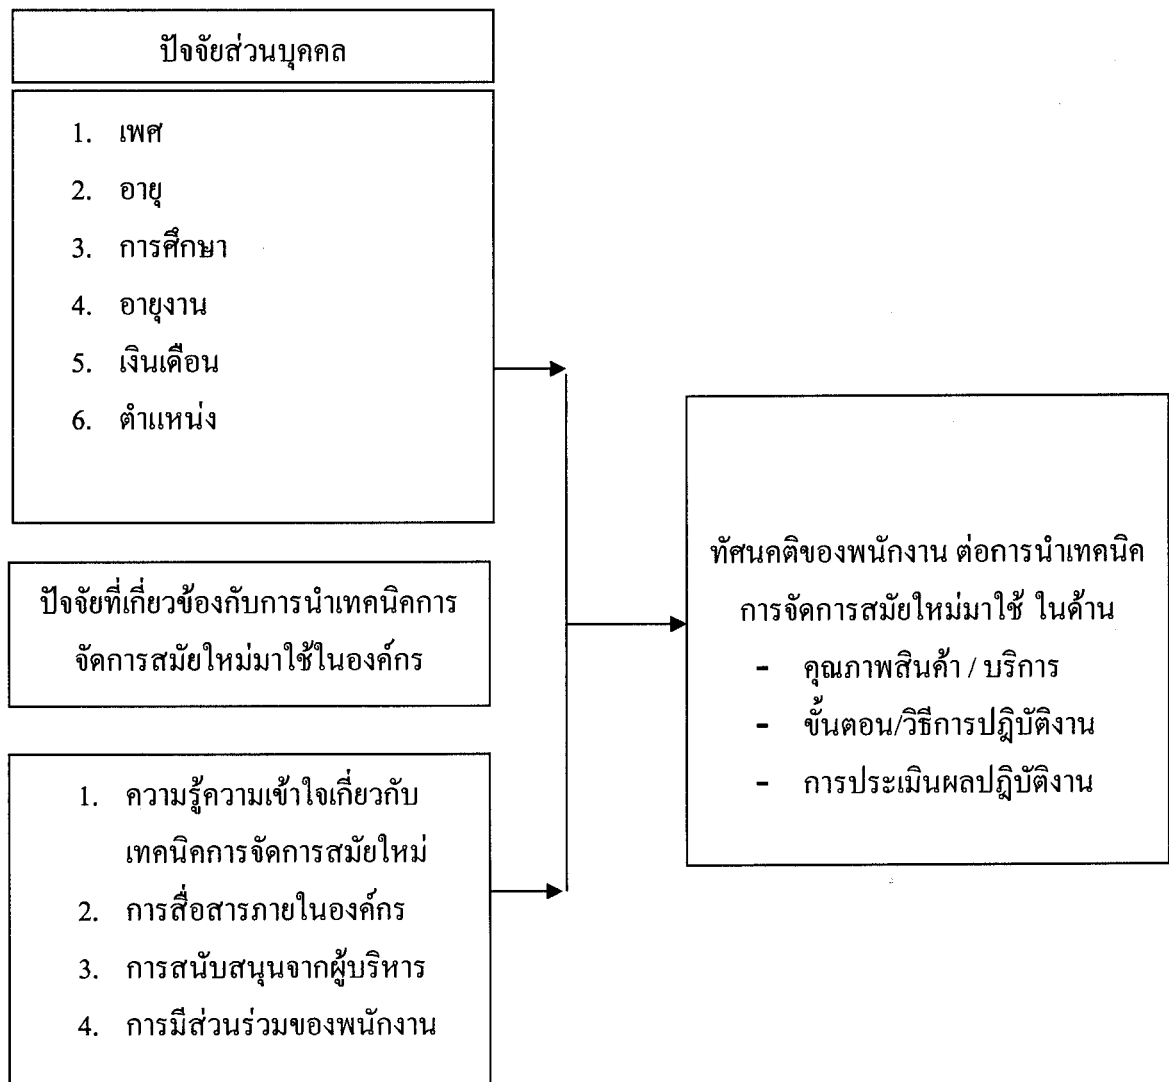 ปัจจัยส่วนบุคคล
1. เพศ
2. อายุ
3. การศึกษา
4. อายุงาน
5. เงินเดือน
6. ตำแหน่ง
ปัจจัยที่เกี่ยวข้องกับการนำเทคนิคการ
จัดการสมัยใหม่มาใช้ในองค์กร
1. ความรู้ความเข้าใจเกี่ยวกับ
เทคนิคการจัดการสมัยใหม่
2. การสื่อสารภายในองค์กร
3. การสนับสนุนจากผู้บริหาร
4. การมีส่วนร่วมของพนักงาน
ทัศนคติของพนักงาน ต่อการนำเทคนิค
การจัดการสมัยใหม่มาใช้ ในด้าน
- คุณภาพสินค้า / บริการ
- ขั้นตอน/วิธีการปฏิบัติงาน
- การประเมินผลปฏิบัติงาน